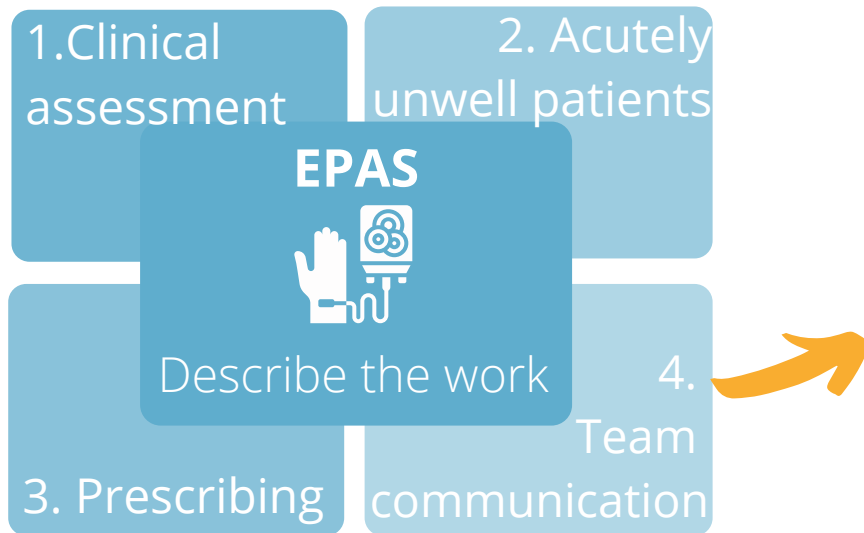 1.Clinical
assessment
2. Acutely
unwell patients
EPAS
Describe the work
3. Prescribing
4.
Team
communication